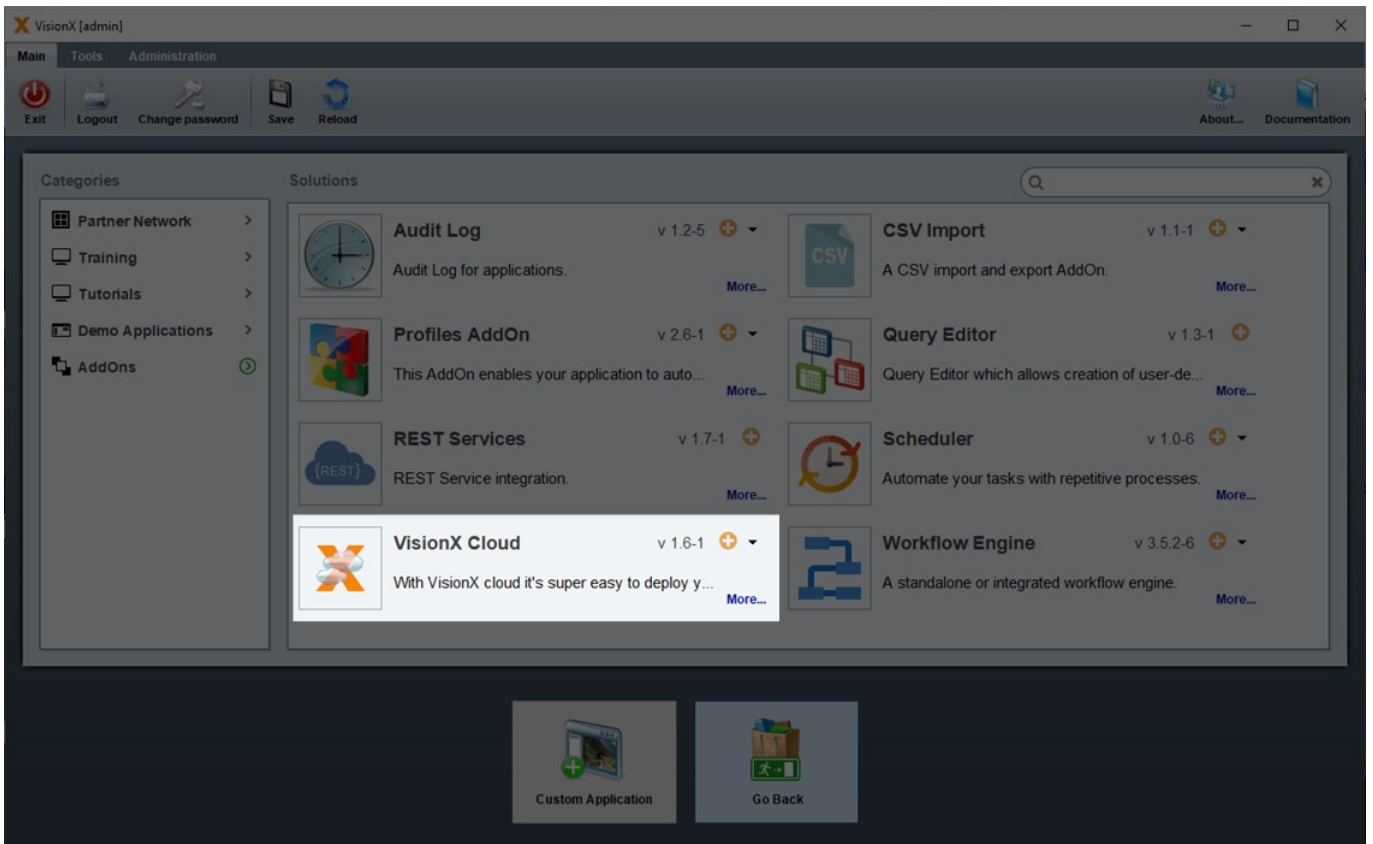 VisionX [admin]
Main Tools Administration
Exit Logout Change password Save Reload About... Documentation
Categories
Partner Network
Training
Tutorials
Demo Applications
AddOns
Solutions
Audit Log v 1.2-5
Audit Log for applications.
More...
CSV
CSV Import v 1.1-1
A CSV import and export AddOn.
More...
Profiles AddOn v 2.6-1
This AddOn enables your application to auto...
More...
Query Editor v 1.3-1
Query Editor which allows creation of user-de...
More...
{REST}
REST Services v 1.7-1
REST Service integration.
More...
Scheduler v 1.0-6
Automate your tasks with repetitive processes.
More...
VisionX Cloud v 1.6-1
With VisionX cloud it's super easy to deploy y...
More...
Workflow Engine v 3.5.2-6
A standalone or integrated workflow engine.
More...
Custom Application
Go Back